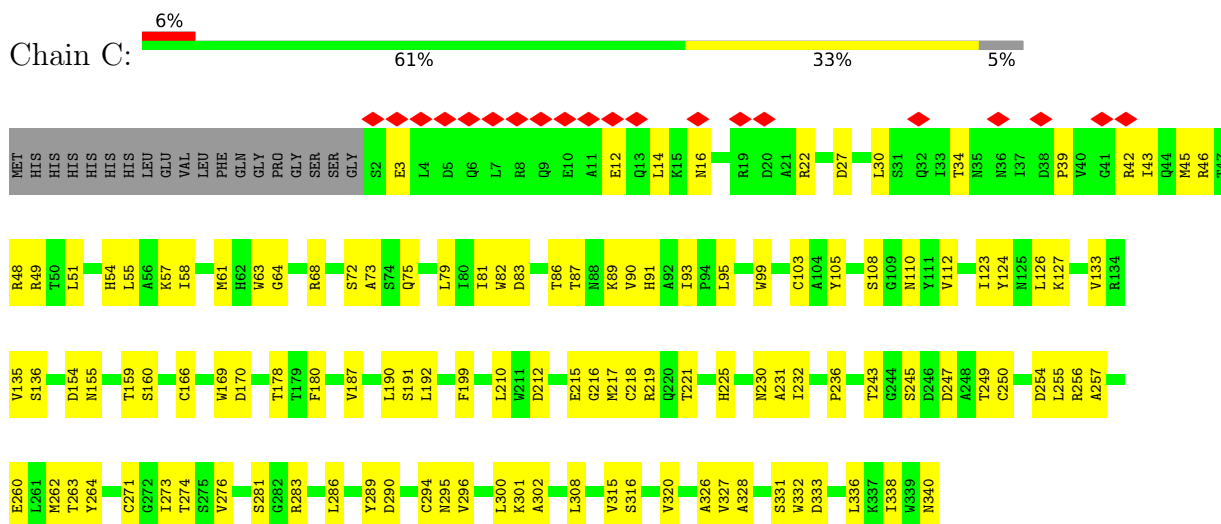 6%
Chain C:
61% 33% 5%
MET HIS HIS HIS HIS HIS HIS LEU GLU VAL LEU PHE GLN GLY PRO GLY SER SER GLY S2 E3 L4 D5 Q6 L7 R8 Q9 E10 A11 E12 Q13 L14 K15 N16 R19 D20 A21 R22 D27 L30 S31 Q32 I33 T34 N35 N36 I37 D38 P39 V40 G41 R42 I43 Q44 M45 R46 T47
R48 R49 T50 L51 H54 L55 A56 K57 I58 M61 H62 W63 G64 R68 S72 A73 S74 Q75 L79 I80 I81 W82 D83 T86 T87 N88 K89 V90 H91 A92 I93 P94 L95 W99 C103 A104 Y105 S108 G109 N110 Y111 V112 I123 Y124 N125 L126 K127 V133 R134
V135 S136 D154 N155 T159 S160 C166 W169 D170 T178 T179 F180 V187 L190 S191 L192 F199 L210 W211 D212 E215 G216 M217 C218 R219 Q220 T221 H225 N230 A231 I232 P236 T243 G244 S245 D246 D247 A248 T249 C250 D254 L255 R256 A257
E260 L261 M262 T263 Y264 C271 G272 I273 T274 S275 V276 S281 G282 R283 L286 Y289 D290 C294 N295 V296 L300 K301 A302 L308 V315 S316 V320 A326 V327 A328 S331 W332 D333 L336 K337 I338 W339 N340